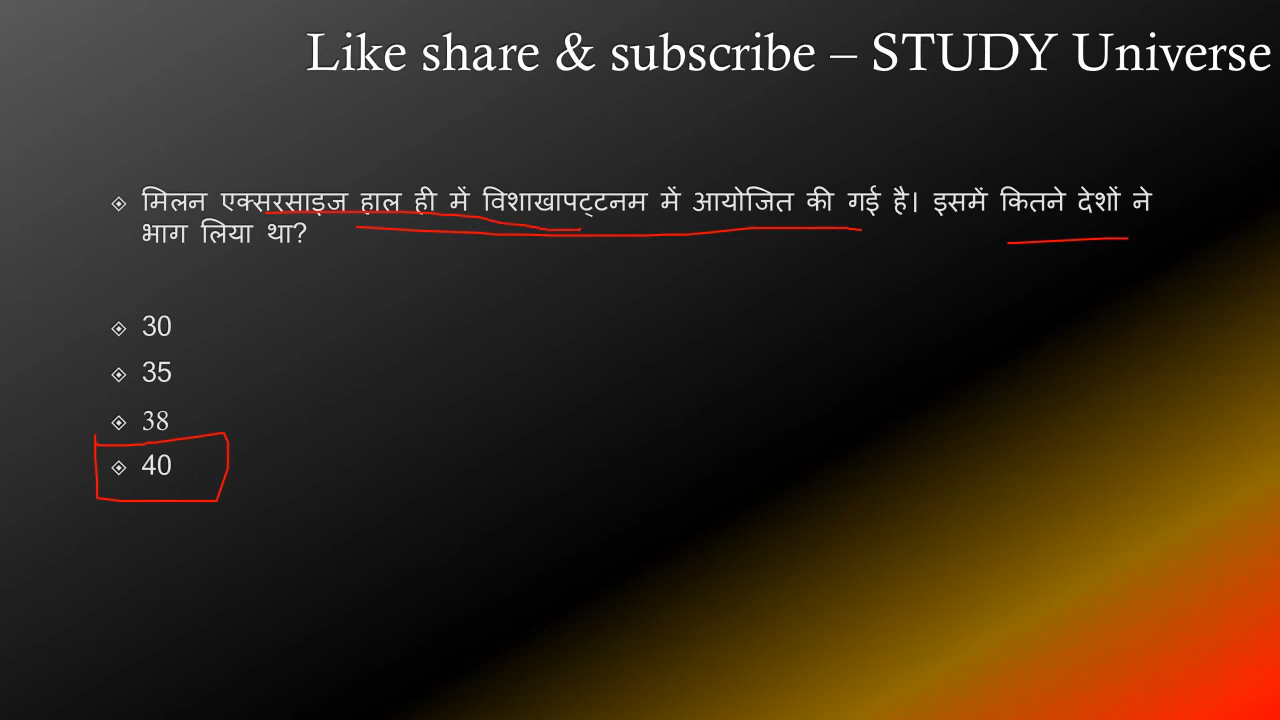 Like share & subscribe – STUDY Universe
मिलन एक्सरसाइज हाल ही में विशाखापट्टनम में आयोजित की गई है। इसमें कितने देशों ने
भाग लिया था?
30
35
38
40